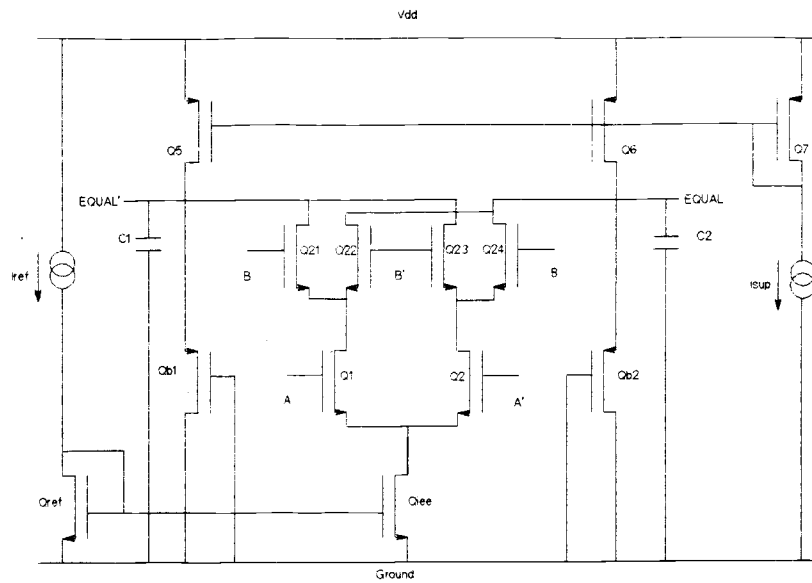 Vdd
Q5
Q6
Q7
EQUAL'
EQUAL
C1
Q21
Q22
Q23
Q24
C2
B
B'
B
Iref
Isup
Qb1
Q1
Q2
Qb2
A
A'
Qref
Qiee
Ground